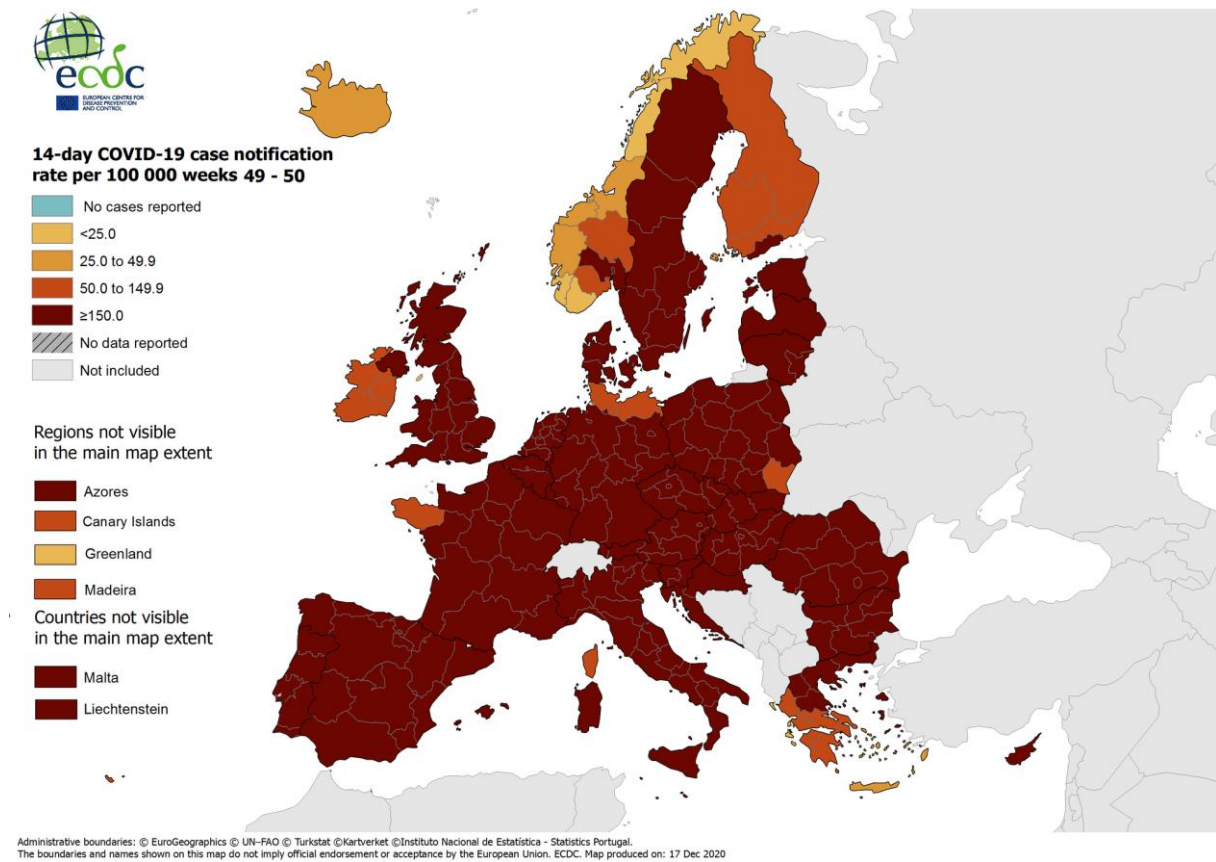 ecdc
EUROPEAN CENTRE FOR
DISEASE PREVENTION
AND CONTROL
14-day COVID-19 case notification
rate per 100 000 weeks 49 - 50
No cases reported
<25.0
25.0 to 49.9
50.0 to 149.9
≥150.0
No data reported
Not included
Regions not visible
in the main map extent
Azores
Canary Islands
Greenland
Madeira
Countries not visible
in the main map extent
Malta
Liechtenstein
Administrative boundaries: © EuroGeographics © UN–FAO © Turkstat ©Kartverket ©Instituto Nacional de Estatística - Statistics Portugal.
The boundaries and names shown on this map do not imply official endorsement or acceptance by the European Union. ECDC. Map produced on: 17 Dec 2020